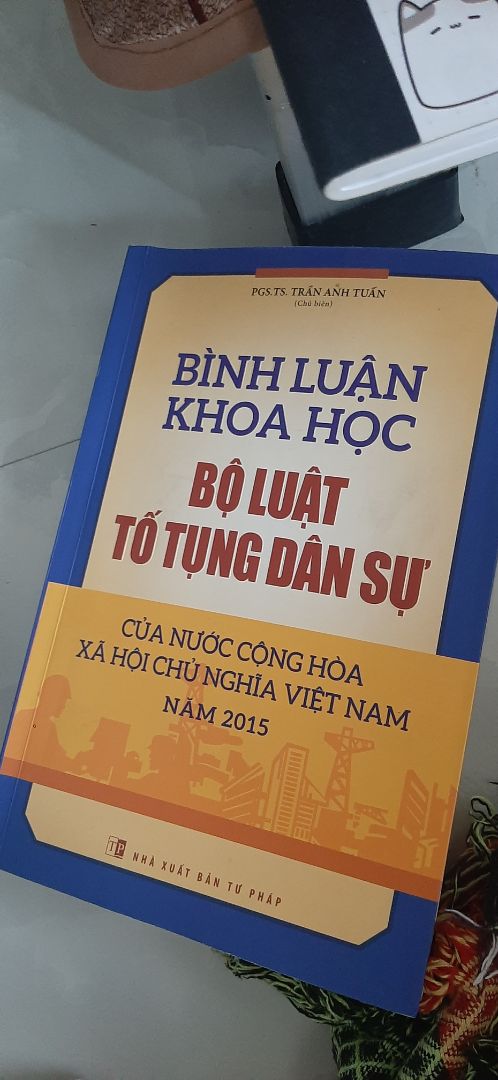 PGS.TS. TRẦN ANH TUẤN
(Chủ biên)
BÌNH LUẬN
KHOA HỌC
BỘ LUẬT
TỐ TỤNG DÂN SỰ
CỦA NƯỚC CỘNG HÒA
XÃ HỘI CHỦ NGHĨA VIỆT NAM
NĂM 2015
TP NHÀ XUẤT BẢN TƯ PHÁP